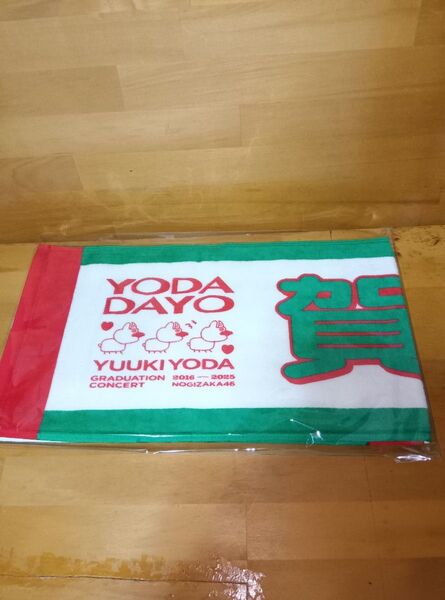 YODA
DAYO
YUUKI YODA
GRADUATION 2016 — 2025
CONCERT NOGIZAKA46
賀